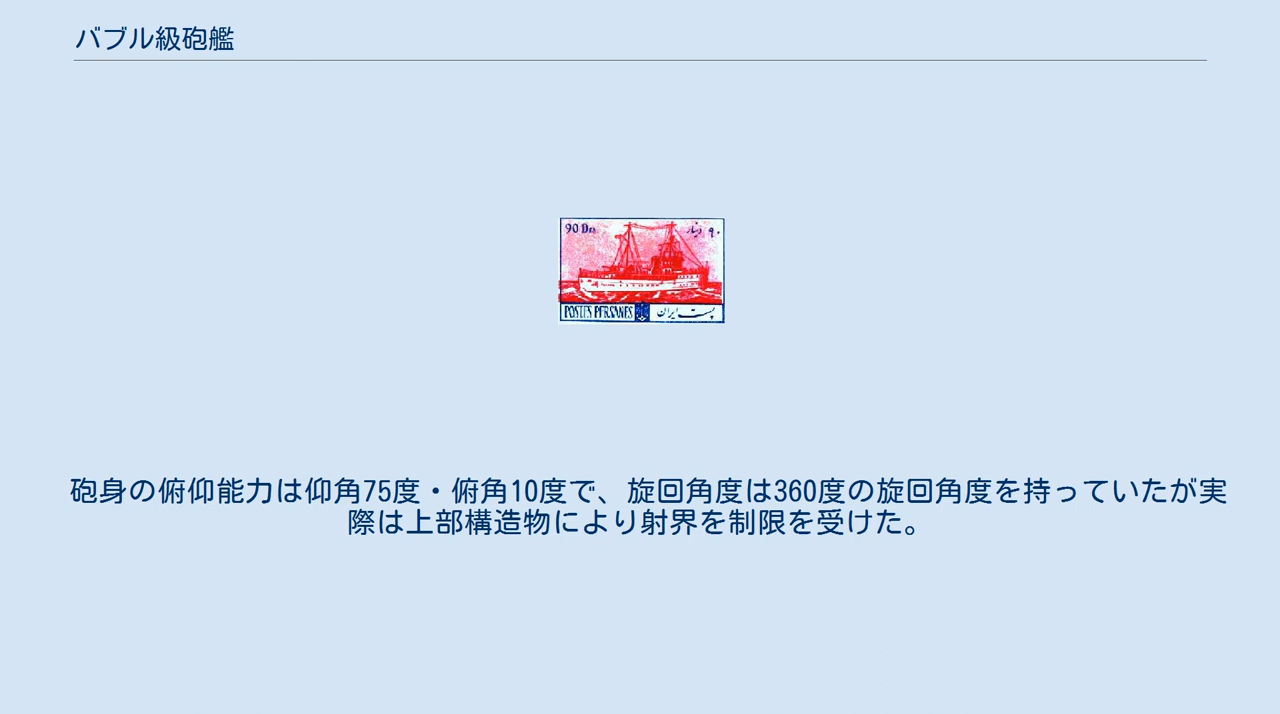 バブル級砲艦
90 Dn
۹۰ دینار
POSTES PERSANES
پست ایران
砲身の俯仰能力は仰角75度・俯角10度で、旋回角度は360度の旋回角度を持っていたが実
際は上部構造物により射界を制限を受けた。